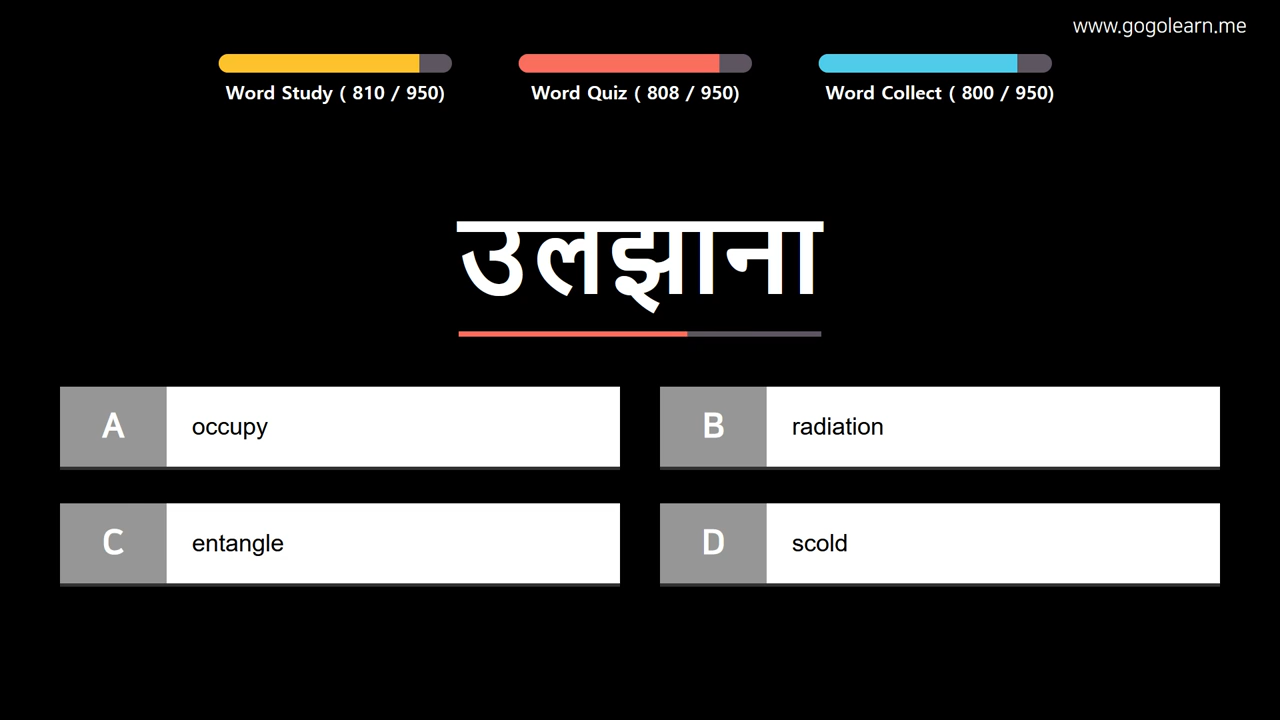 www.gogolearn.me
Word Study ( 810 / 950)
Word Quiz ( 808 / 950)
Word Collect ( 800 / 950)
उलझाना
A occupy
B radiation
C entangle
D scold